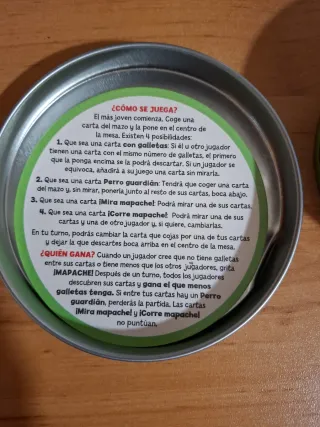 ¿CÓMO SE JUEGA?
El más joven comienza. Coge una
carta del mazo y la pone en el centro de
la mesa. Existen 4 posibilidades:
1. Que sea una carta con galletas: Si él u otro jugador
tienen una carta con el mismo número de galletas, el primero
que la ponga encima se la podrá descartar. Si un jugador se
equivoca, añadirá a su juego una carta del mazo.
2. Que sea una carta Perro guardián: Tendrá que coger una carta
del mazo y, sin mirar, ponerla junto al resto de sus cartas, boca abajo.
3. Que sea una carta ¡Mira mapache! Podrá mirar una de sus cartas.
4. Que sea una carta ¡Corre mapache! Podrá mirar una de sus
cartas y una de otro jugador y, si quiere, cambiarlas.
En tu turno, podrás cambiar la carta que cojas por una de tus cartas
y dejar la que descartes boca arriba en el centro de la mesa.
¿QUIÉN GANA? Cuando un jugador cree que no tiene galletas
entre sus cartas o tiene menos que los otros jugadores, grita
¡MAPACHE! Después de un turno, todos los jugadores
descubren sus cartas y gana el que menos
galletas tenga. Si entre tus cartas hay un Perro
guardián, perderás la partida. Las cartas
¡Mira mapache! y ¡Corre mapache!
no puntúan.